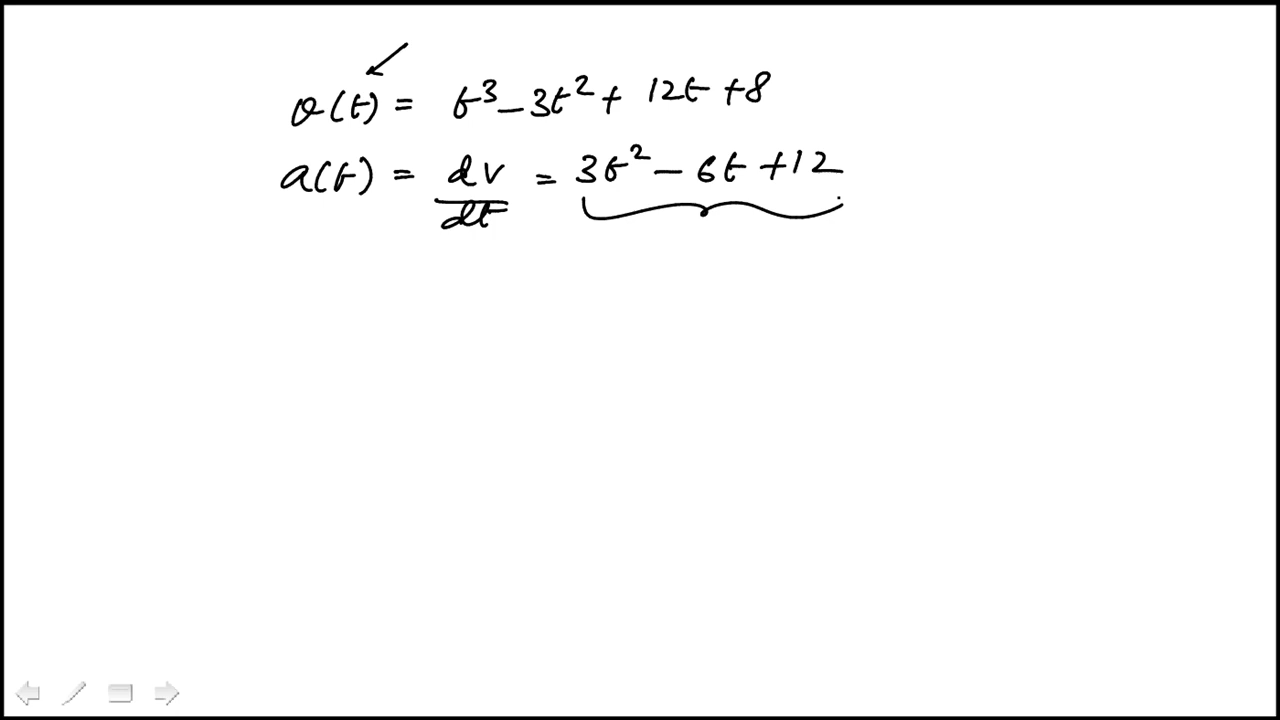 v(t) = t³ - 3t² + 12t + 8
a(t) = dv/dt = 3t² - 6t + 12